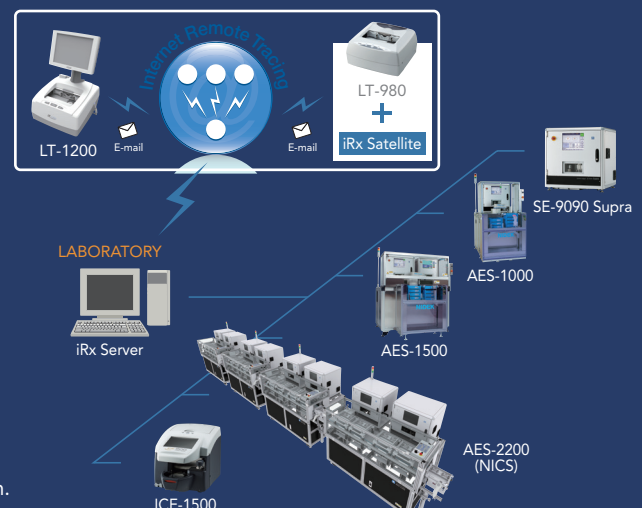 Internet Remote Tracing
LT-1200
E-mail
E-mail
LT-980
+
iRx Satellite
SE-9090 Supra
AES-1000
LABORATORY
iRx Server
AES-1500
AES-2200
(NICS)
ICE-1500